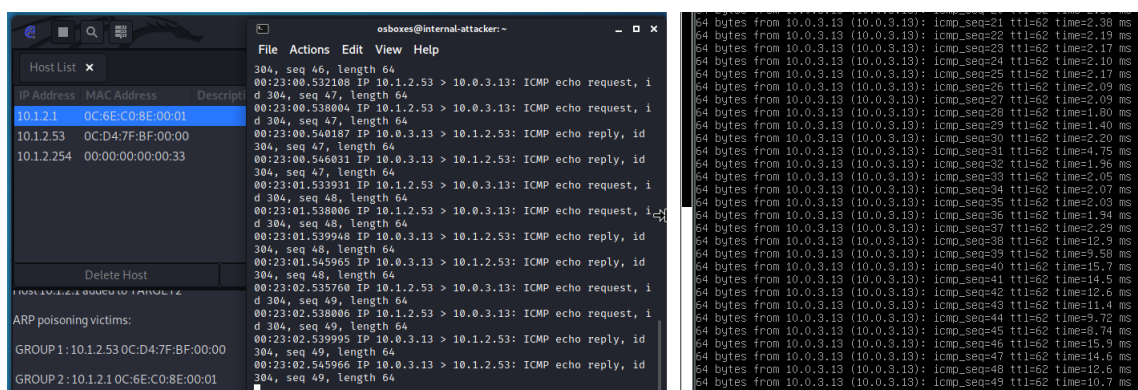 Host List ×
IP Address MAC Address Descripti
10.1.2.1 0C:6E:C0:8E:00:01
10.1.2.53 0C:D4:7F:BF:00:00
10.1.2.254 00:00:00:00:00:33
Delete Host
Host 10.1.2.1 added to TARGET2
ARP poisoning victims:
GROUP 1 : 10.1.2.53 0C:D4:7F:BF:00:00
GROUP 2 : 10.1.2.1 0C:6E:C0:8E:00:01
osboxes@internal-attacker: ~
File Actions Edit View Help
304, seq 46, length 64
00:23:00.532108 IP 10.1.2.53 > 10.0.3.13: ICMP echo request, i
d 304, seq 47, length 64
00:23:00.538004 IP 10.1.2.53 > 10.0.3.13: ICMP echo request, i
d 304, seq 47, length 64
00:23:00.540187 IP 10.0.3.13 > 10.1.2.53: ICMP echo reply, id
304, seq 47, length 64
00:23:00.546031 IP 10.0.3.13 > 10.1.2.53: ICMP echo reply, id
304, seq 47, length 64
00:23:01.533931 IP 10.1.2.53 > 10.0.3.13: ICMP echo request, i
d 304, seq 48, length 64
00:23:01.538006 IP 10.1.2.53 > 10.0.3.13: ICMP echo request, i
d 304, seq 48, length 64
00:23:01.539948 IP 10.0.3.13 > 10.1.2.53: ICMP echo reply, id
304, seq 48, length 64
00:23:01.545965 IP 10.0.3.13 > 10.1.2.53: ICMP echo reply, id
304, seq 48, length 64
00:23:02.535760 IP 10.1.2.53 > 10.0.3.13: ICMP echo request, i
d 304, seq 49, length 64
00:23:02.538006 IP 10.1.2.53 > 10.0.3.13: ICMP echo request, i
d 304, seq 49, length 64
00:23:02.539995 IP 10.0.3.13 > 10.1.2.53: ICMP echo reply, id
304, seq 49, length 64
00:23:02.545966 IP 10.0.3.13 > 10.1.2.53: ICMP echo reply, id
304, seq 49, length 64
64 bytes from 10.0.3.13 (10.0.3.13): icmp_seq=21 ttl=62 time=2.38 ms
64 bytes from 10.0.3.13 (10.0.3.13): icmp_seq=22 ttl=62 time=2.19 ms
64 bytes from 10.0.3.13 (10.0.3.13): icmp_seq=23 ttl=62 time=2.17 ms
64 bytes from 10.0.3.13 (10.0.3.13): icmp_seq=24 ttl=62 time=2.10 ms
64 bytes from 10.0.3.13 (10.0.3.13): icmp_seq=25 ttl=62 time=2.17 ms
64 bytes from 10.0.3.13 (10.0.3.13): icmp_seq=26 ttl=62 time=2.09 ms
64 bytes from 10.0.3.13 (10.0.3.13): icmp_seq=27 ttl=62 time=2.09 ms
64 bytes from 10.0.3.13 (10.0.3.13): icmp_seq=28 ttl=62 time=1.80 ms
64 bytes from 10.0.3.13 (10.0.3.13): icmp_seq=29 ttl=62 time=1.40 ms
64 bytes from 10.0.3.13 (10.0.3.13): icmp_seq=30 ttl=62 time=2.20 ms
64 bytes from 10.0.3.13 (10.0.3.13): icmp_seq=31 ttl=62 time=4.75 ms
64 bytes from 10.0.3.13 (10.0.3.13): icmp_seq=32 ttl=62 time=1.96 ms
64 bytes from 10.0.3.13 (10.0.3.13): icmp_seq=33 ttl=62 time=2.05 ms
64 bytes from 10.0.3.13 (10.0.3.13): icmp_seq=34 ttl=62 time=2.07 ms
64 bytes from 10.0.3.13 (10.0.3.13): icmp_seq=35 ttl=62 time=2.03 ms
64 bytes from 10.0.3.13 (10.0.3.13): icmp_seq=36 ttl=62 time=1.94 ms
64 bytes from 10.0.3.13 (10.0.3.13): icmp_seq=37 ttl=62 time=2.29 ms
64 bytes from 10.0.3.13 (10.0.3.13): icmp_seq=38 ttl=62 time=12.9 ms
64 bytes from 10.0.3.13 (10.0.3.13): icmp_seq=39 ttl=62 time=9.58 ms
64 bytes from 10.0.3.13 (10.0.3.13): icmp_seq=40 ttl=62 time=15.7 ms
64 bytes from 10.0.3.13 (10.0.3.13): icmp_seq=41 ttl=62 time=14.5 ms
64 bytes from 10.0.3.13 (10.0.3.13): icmp_seq=42 ttl=62 time=12.6 ms
64 bytes from 10.0.3.13 (10.0.3.13): icmp_seq=43 ttl=62 time=11.4 ms
64 bytes from 10.0.3.13 (10.0.3.13): icmp_seq=44 ttl=62 time=9.72 ms
64 bytes from 10.0.3.13 (10.0.3.13): icmp_seq=45 ttl=62 time=8.74 ms
64 bytes from 10.0.3.13 (10.0.3.13): icmp_seq=46 ttl=62 time=15.9 ms
64 bytes from 10.0.3.13 (10.0.3.13): icmp_seq=47 ttl=62 time=14.6 ms
64 bytes from 10.0.3.13 (10.0.3.13): icmp_seq=48 ttl=62 time=12.6 ms
64 bytes from 10.0.3.13 (10.0.3.13): icmp_seq=49 ttl=62 time=10.7 ms